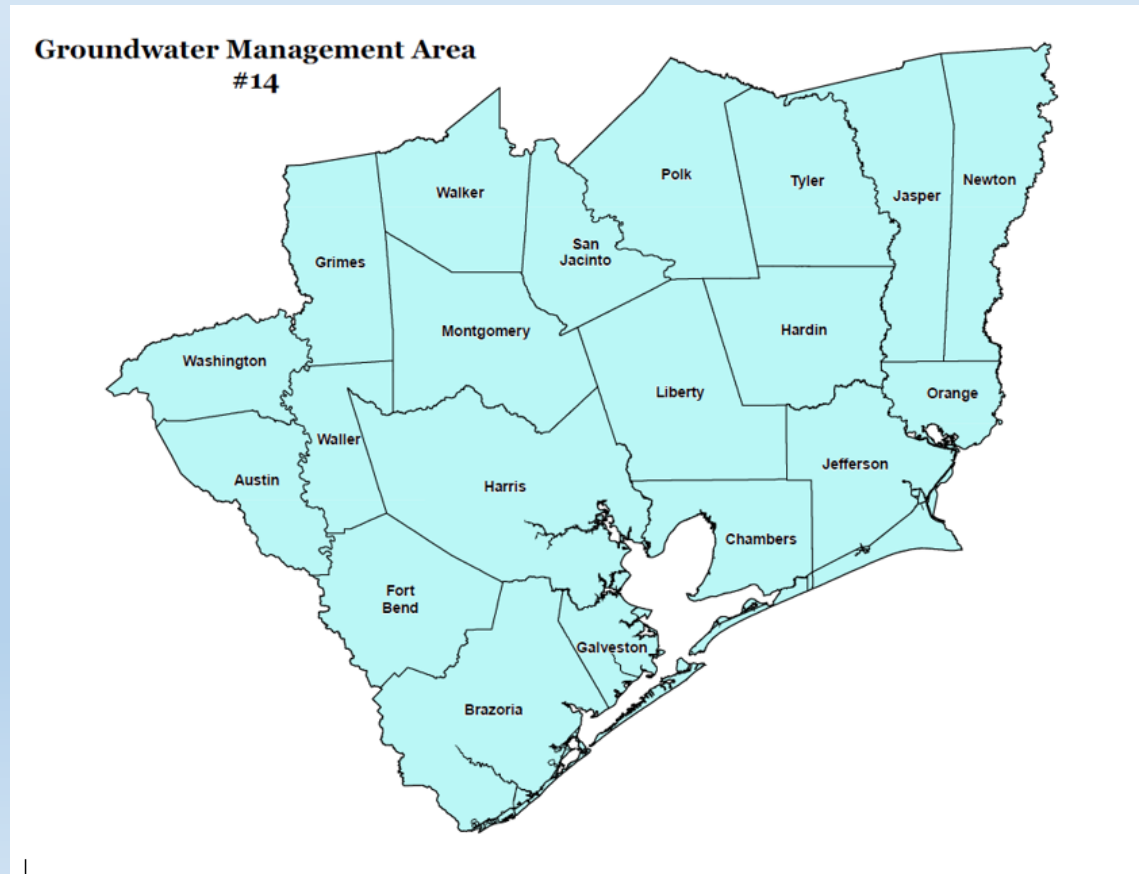 Groundwater Management Area
#14
Polk
Tyler
Newton
Jasper
Walker
San
Jacinto
Grimes
Montgomery
Hardin
Washington
Liberty
Orange
Waller
Jefferson
Austin
Harris
Chambers
Fort
Bend
Galveston
Brazoria